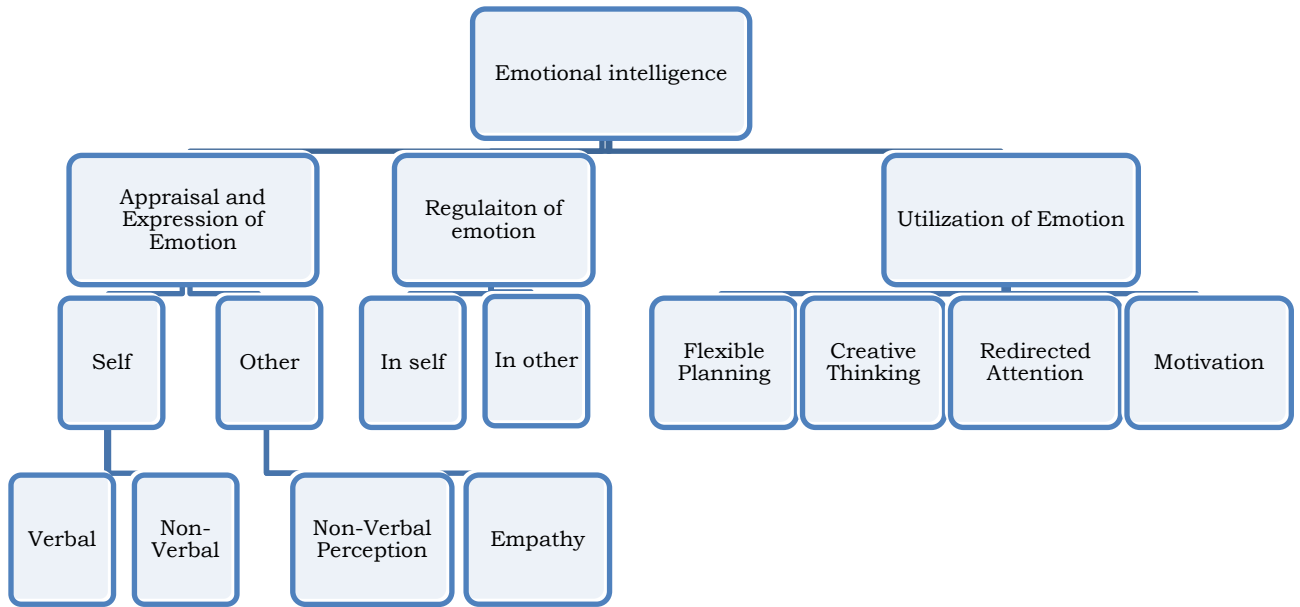 Emotional intelligence
Appraisal and
Expression of
Emotion
Regulaiton of
emotion
Utilization of Emotion
Self
Other
In self
In other
Flexible
Planning
Creative
Thinking
Redirected
Attention
Motivation
Verbal
Non-
Verbal
Non-Verbal
Perception
Empathy